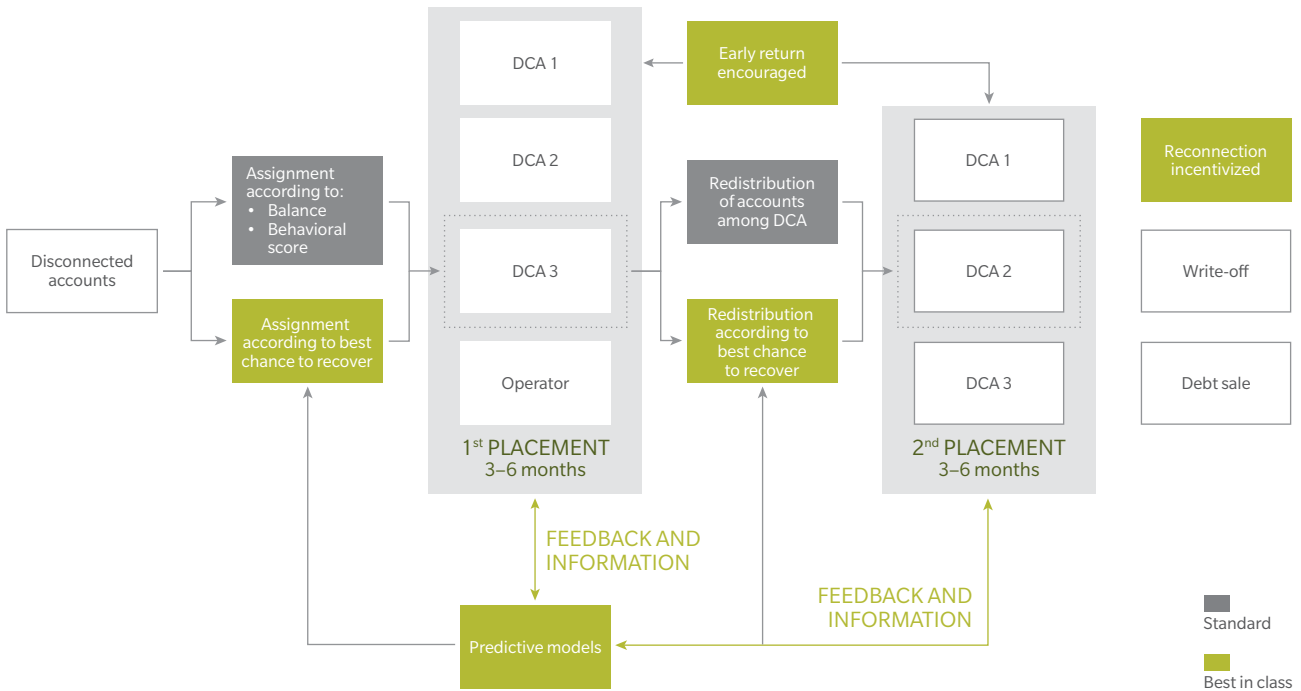 Disconnected
accounts
Assignment
according to:
• Balance
• Behavioral
score
Assignment
according to best
chance to recover
DCA 1
DCA 2
DCA 3
Operator
1st PLACEMENT
3–6 months
Early return
encouraged
Redistribution
of accounts
among DCA
Redistribution
according to
best chance
to recover
DCA 1
DCA 2
DCA 3
2nd PLACEMENT
3–6 months
Reconnection
incentivized
Write-off
Debt sale
FEEDBACK AND
INFORMATION
FEEDBACK AND
INFORMATION
Predictive models
Standard
Best in class